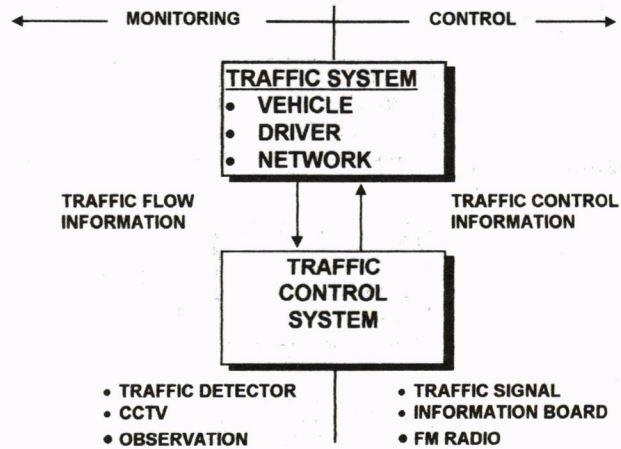 MONITORING
CONTROL
TRAFFIC SYSTEM
• VEHICLE
• DRIVER
• NETWORK
TRAFFIC FLOW
INFORMATION
TRAFFIC CONTROL
INFORMATION
TRAFFIC
CONTROL
SYSTEM
• TRAFFIC DETECTOR
• CCTV
• OBSERVATION
• TRAFFIC SIGNAL
• INFORMATION BOARD
• FM RADIO